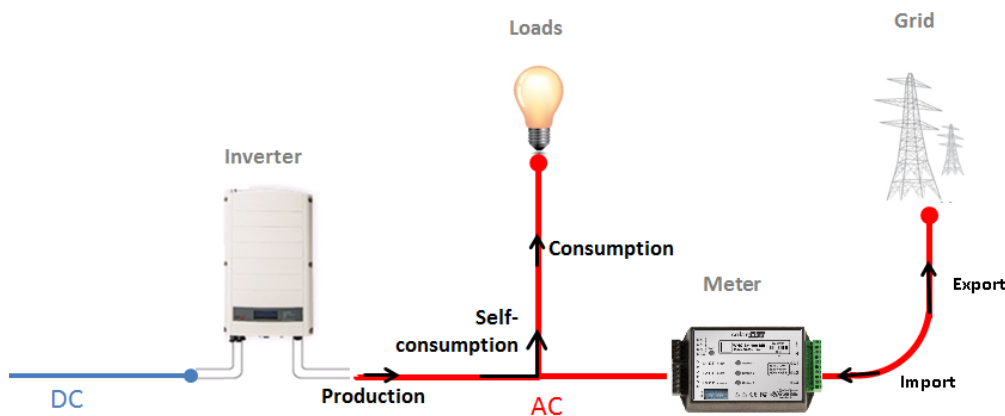 Loads
Grid
Inverter
Consumption
Meter
Export
Self-
consumption
Import
DC
Production
AC